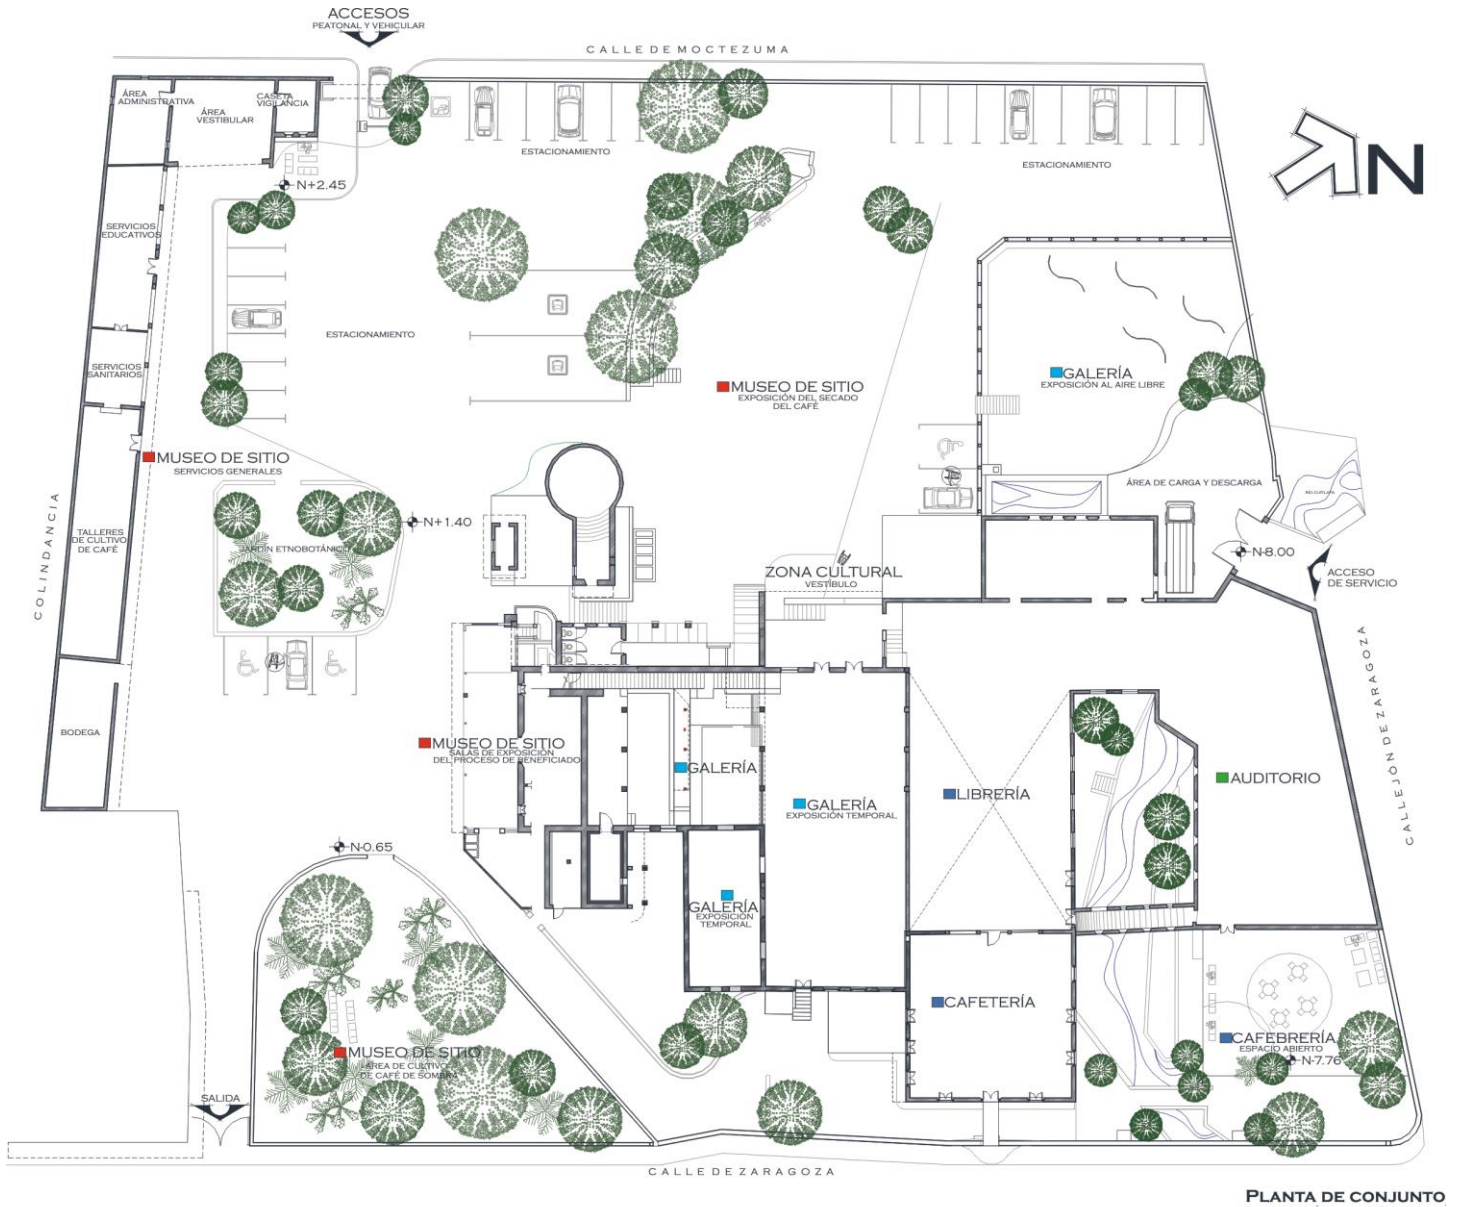 ACCESOS
PEATONAL Y VEHICULAR
CALLE DE MOCTEZUMA
ÁREA
ADMINISTRATIVA
ÁREA
VESTIBULAR
CASETA
VIGILANCIA
ESTACIONAMIENTO
ESTACIONAMIENTO
N
N+2.45
SERVICIOS
EDUCATIVOS
ESTACIONAMIENTO
SERVICIOS
SANITARIOS
MUSEO DE SITIO
EXPOSICIÓN DEL SECADO
DEL CAFÉ
GALERÍA
EXPOSICIÓN AL AIRE LIBRE
MUSEO DE SITIO
SERVICIOS GENERALES
ÁREA DE CARGA Y DESCARGA
COLINDANCIA
TALLERES
DE CULTIVO
DE CAFÉ
N+1.40
JARDÍN ETNOBOTÁNICO
N-8.00
ACCESO
DE SERVICIO
ZONA CULTURAL
VESTÍBULO
CALLEJÓN DE ZARAGOZA
BODEGA
MUSEO DE SITIO
SALAS DE EXPOSICIÓN
DEL PROCESO DE BENEFICIADO
GALERÍA
GALERÍA
EXPOSICIÓN TEMPORAL
LIBRERÍA
AUDITORIO
N-0.65
GALERÍA
EXPOSICIÓN
TEMPORAL
CAFETERÍA
CAFEBRERÍA
ESPACIO ABIERTO
N-7.76
MUSEO DE SITIO
ÁREA DE CULTIVO
DE CAFÉ DE SOMBRA
SALIDA
CALLE DE ZARAGOZA
PLANTA DE CONJUNTO